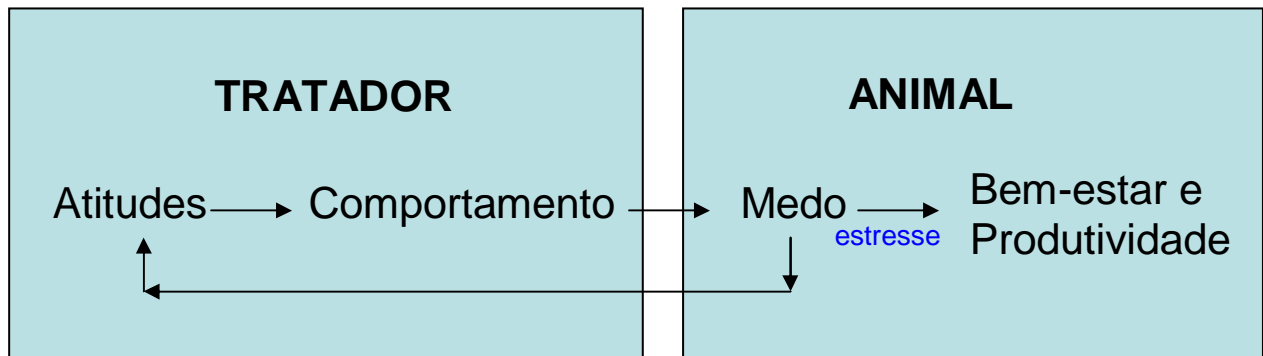 TRATADOR
ANIMAL
Atitudes
Comportamento
Medo
estresse
Bem-estar e
Produtividade